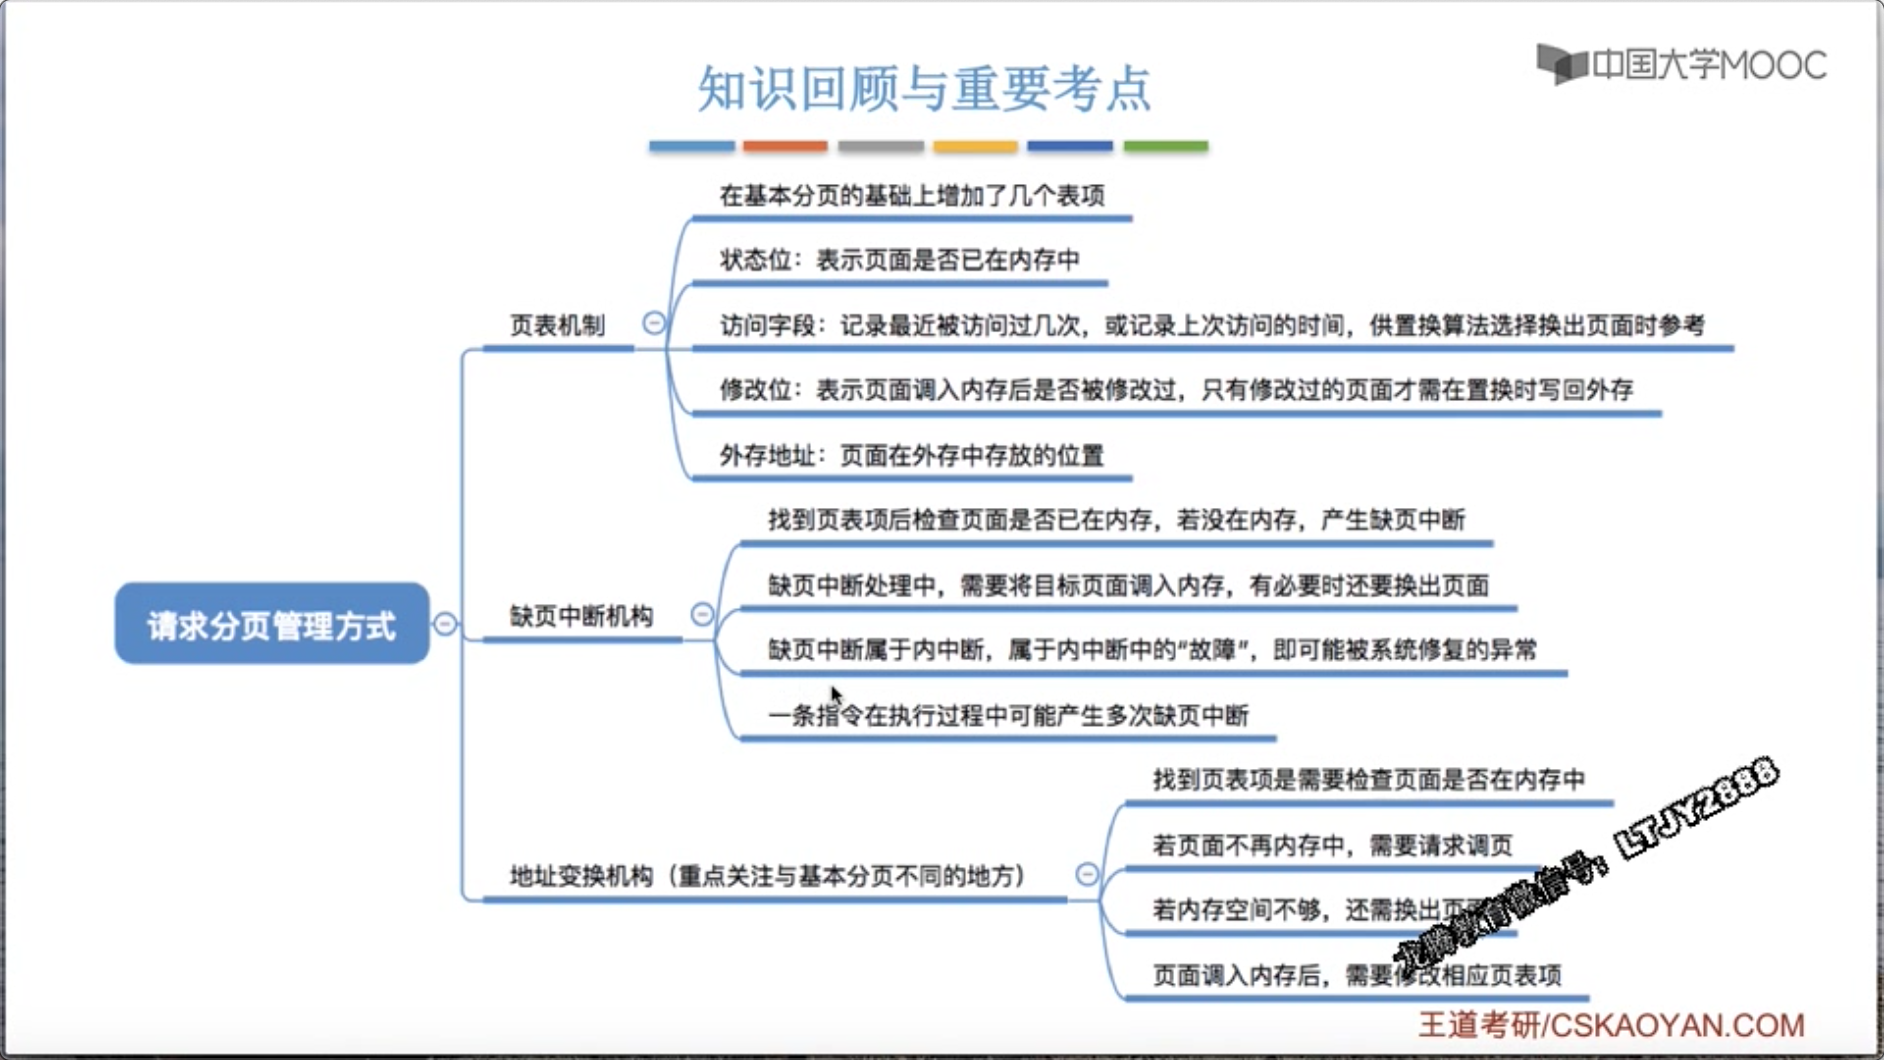 中国大学MOOC
知识回顾与重要考点
在基本分页的基础上增加了几个表项
状态位：表示页面是否已在内存中
页表机制
访问字段：记录最近被访问过几次，或记录上次访问的时间，供置换算法选择换出页面时参考
修改位：表示页面调入内存后是否被修改过，只有修改过的页面才需在置换时写回外存
外存地址：页面在外存中存放的位置
请求分页管理方式
找到页表项后检查页面是否已在内存，若没在内存，产生缺页中断
缺页中断处理中，需要将目标页面调入内存，有必要时还要换出页面
缺页中断机构
缺页中断属于内中断，属于内中断中的“故障”，即可能被系统修复的异常
一条指令在执行过程中可能产生多次缺页中断
找到页表项是需要检查页面是否在内存中
若页面不再内存中，需要请求调页
地址变换机构（重点关注与基本分页不同的地方）
若内存空间不够，还需换出页
页面调入内存后，需要修改相应页表项
教育微信号：LTJY2888
王道考研/CSKAOYAN.COM